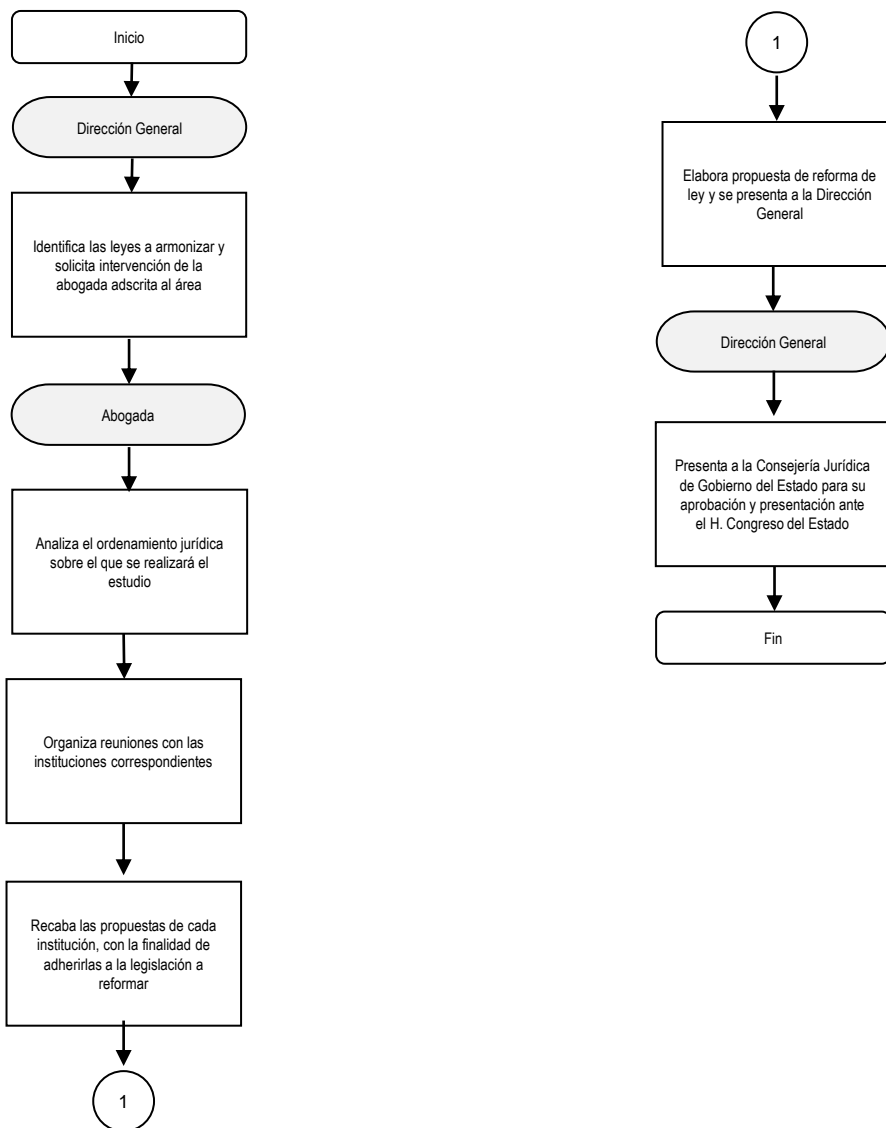 Inicio
Dirección General
Identifica las leyes a armonizar y
solicita intervención de la
abogada adscrita al área
Abogada
Analiza el ordenamiento jurídica
sobre el que se realizará el
estudio
Organiza reuniones con las
instituciones correspondientes
Recaba las propuestas de cada
institución, con la finalidad de
adherirlas a la legislación a
reformar
1
1
Elabora propuesta de reforma de
ley y se presenta a la Dirección
General
Dirección General
Presenta a la Consejería Jurídica
de Gobierno del Estado para su
aprobación y presentación ante
el H. Congreso del Estado
Fin